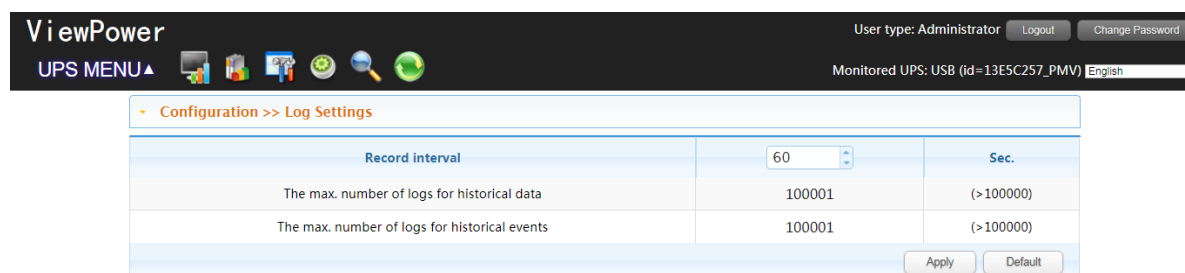 ViewPower
User type: Administrator Logout Change Password
UPS MENU▲
Monitored UPS: USB (id=13E5C257_PMV) English
Configuration >> Log Settings
Record interval 60 Sec.
The max. number of logs for historical data 100001 (>100000)
The max. number of logs for historical events 100001 (>100000)
Apply Default